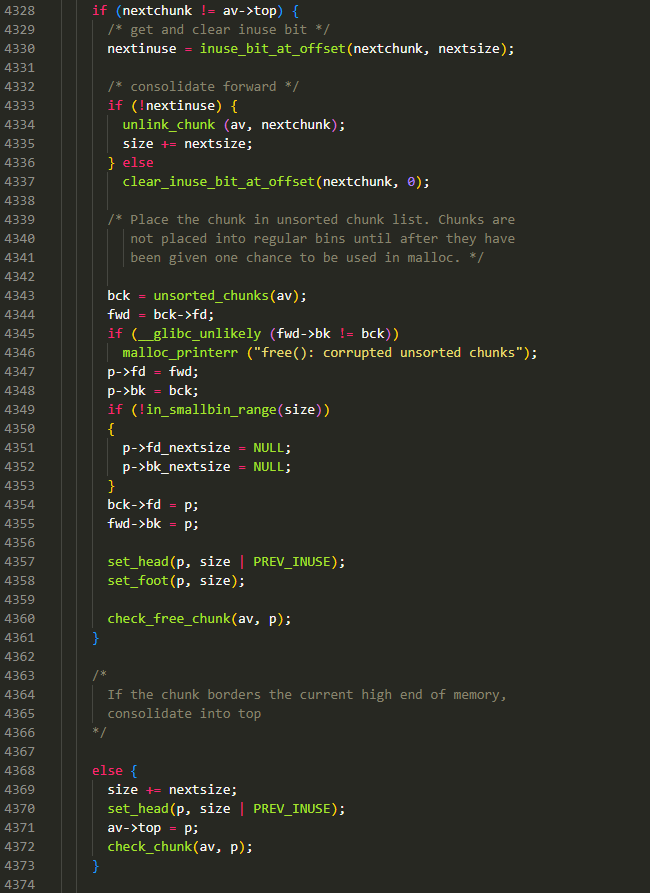 4328 if (nextchunk != av->top) {
4329 /* get and clear inuse bit */
4330 nextinuse = inuse_bit_at_offset(nextchunk, nextsize);
4331
4332 /* consolidate forward */
4333 if (!nextinuse) {
4334 unlink_chunk (av, nextchunk);
4335 size += nextsize;
4336 } else
4337 clear_inuse_bit_at_offset(nextchunk, 0);
4338
4339 /* Place the chunk in unsorted chunk list. Chunks are
4340 not placed into regular bins until after they have
4341 been given one chance to be used in malloc. */
4342
4343 bck = unsorted_chunks(av);
4344 fwd = bck->fd;
4345 if (__glibc_unlikely (fwd->bk != bck))
4346 malloc_printerr ("free(): corrupted unsorted chunks");
4347 p->fd = fwd;
4348 p->bk = bck;
4349 if (!in_smallbin_range(size))
4350 {
4351 p->fd_nextsize = NULL;
4352 p->bk_nextsize = NULL;
4353 }
4354 bck->fd = p;
4355 fwd->bk = p;
4356
4357 set_head(p, size | PREV_INUSE);
4358 set_foot(p, size);
4359
4360 check_free_chunk(av, p);
4361 }
4362
4363 /*
4364 If the chunk borders the current high end of memory,
4365 consolidate into top
4366 */
4367
4368 else {
4369 size += nextsize;
4370 set_head(p, size | PREV_INUSE);
4371 av->top = p;
4372 check_chunk(av, p);
4373 }
4374